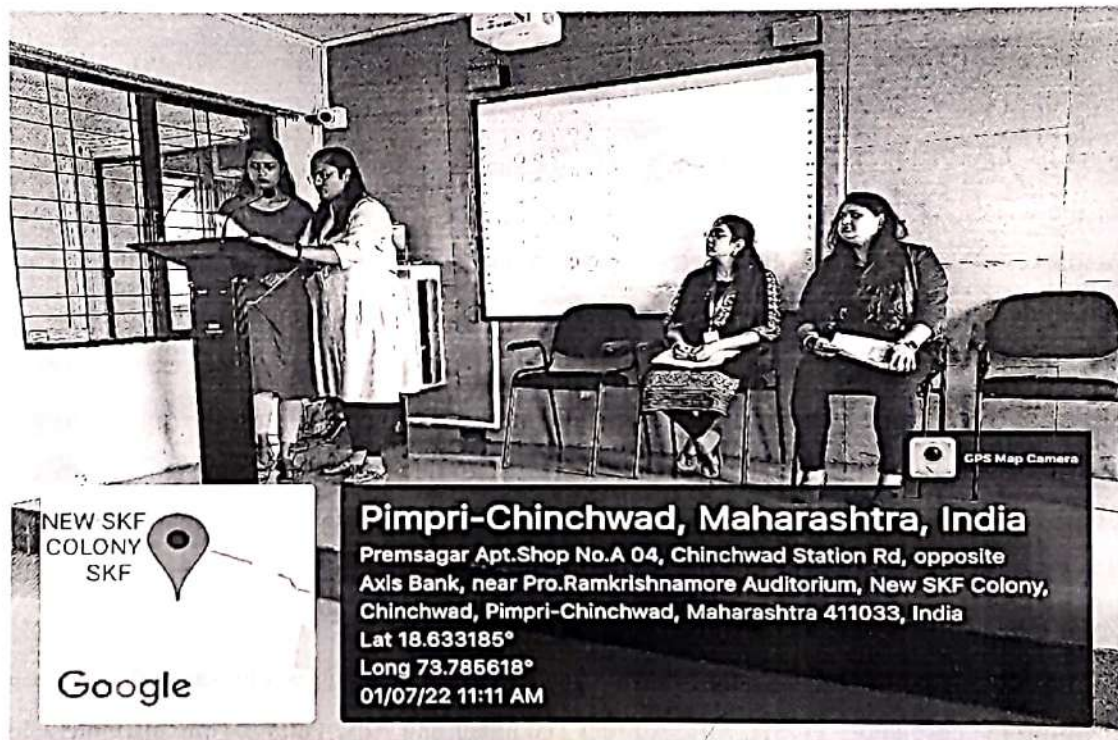 GPS Map Camera
NEW SKF
COLONY
SKF
Google
Pimpri-Chinchwad, Maharashtra, India
Premsagar Apt.Shop No.A 04, Chinchwad Station Rd, opposite
Axis Bank, near Pro.Ramkrishnamore Auditorium, New SKF Colony,
Chinchwad, Pimpri-Chinchwad, Maharashtra 411033, India
Lat 18.633185°
Long 73.785618°
01/07/22 11:11 AM